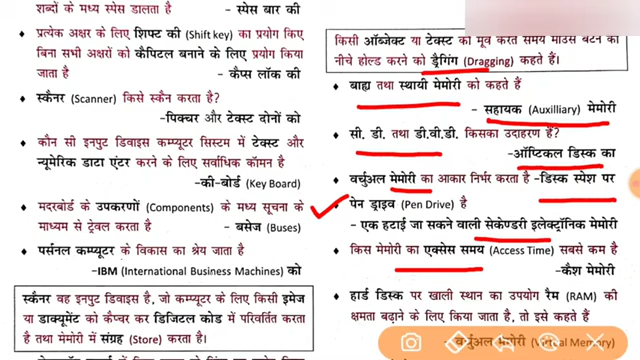 शब्दों के मध्य स्पेस डालता है – स्पेस बार की
♦ प्रत्येक अक्षर के लिए शिफ्ट की (Shift key) का प्रयोग किए
बिना सभी अक्षरों को कैपिटल बनाने के लिए प्रयोग किया
जाता है – कैप्स लॉक की
♦ स्कैनर (Scanner) किसे स्कैन करता है?
-पिक्चर और टेक्स्ट दोनों को
♦ कौन सी इनपुट डिवाइस कम्प्यूटर सिस्टम में टेक्स्ट और
न्यूमेरिक डाटा एंटर करने के लिए सर्वाधिक कॉमन है
-की-बोर्ड (Key Board)
♦ मदरबोर्ड के उपकरणों (Components) के मध्य सूचना के
माध्यम से ट्रेवल करता है – बसेज (Buses)
♦ पर्सनल कम्प्यूटर के विकास का श्रेय जाता है
-IBM (International Business Machines) को
स्कैनर वह इनपुट डिवाइस है, जो कम्प्यूटर के लिए किसी इमेज
या डाक्यूमेंट को कैप्चर कर डिजिटल कोड में परिवर्तित करता
है तथा मेमोरी में संग्रह (Store) करता है।
किसी ऑब्जेक्ट या टेक्स्ट को मूव करते समय माउस बटन को
नीचे होल्ड करने को ड्रैगिंग (Dragging) कहते हैं।
♦ बाह्य तथा स्थायी मेमोरी को कहते हैं
- सहायक (Auxilliary) मेमोरी
♦ सी. डी. तथा डी.वी.डी. किसका उदाहरण हैं?
-ऑप्टिकल डिस्क का
♦ वर्चुअल मेमोरी का आकार निर्भर करता है -डिस्क स्पेश पर
♦ पेन ड्राइव (Pen Drive) है
- एक हटाई जा सकने वाली सेकेण्डरी इलेक्ट्रॉनिक मेमोरी
♦ किस मेमोरी का एक्सेस समय (Access Time) सबसे कम है
– कैश मेमोरी
♦ हार्ड डिस्क पर खाली स्थान का उपयोग रैम (RAM) की
क्षमता बढ़ाने के लिए किया जाता है, तो इसे कहते हैं
– वर्चुअल मेमोरी (Virtual Memory)